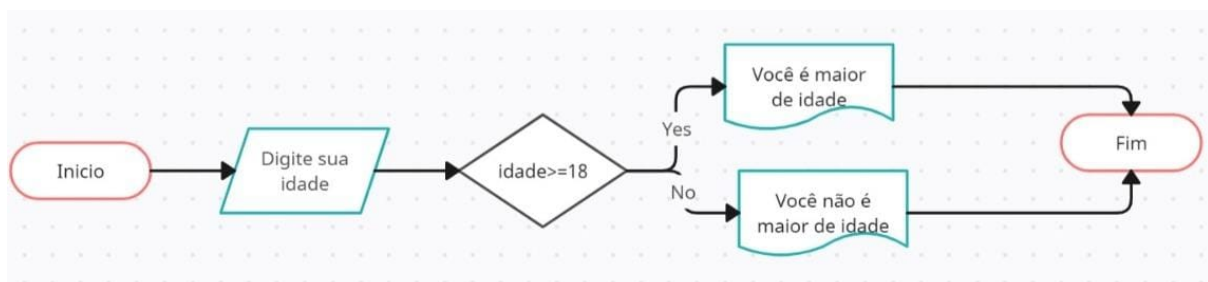 Inicio
Digite sua
idade
idade>=18
Yes
No
Você é maior
de idade
Você não é
maior de idade
Fim